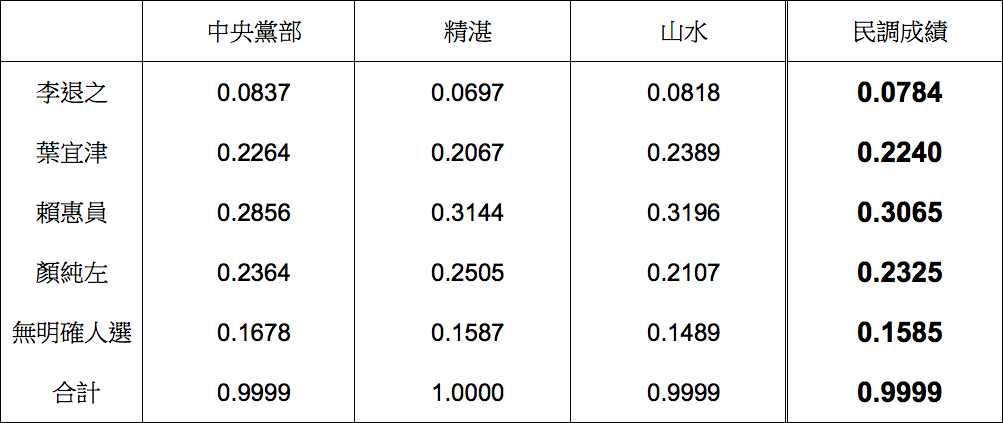 中央黨部 精湛 山水 民調成績
李退之 0.0837 0.0697 0.0818 0.0784
葉宜津 0.2264 0.2067 0.2389 0.2240
賴惠員 0.2856 0.3144 0.3196 0.3065
顏純左 0.2364 0.2505 0.2107 0.2325
無明確人選 0.1678 0.1587 0.1489 0.1585
合計 0.9999 1.0000 0.9999 0.9999